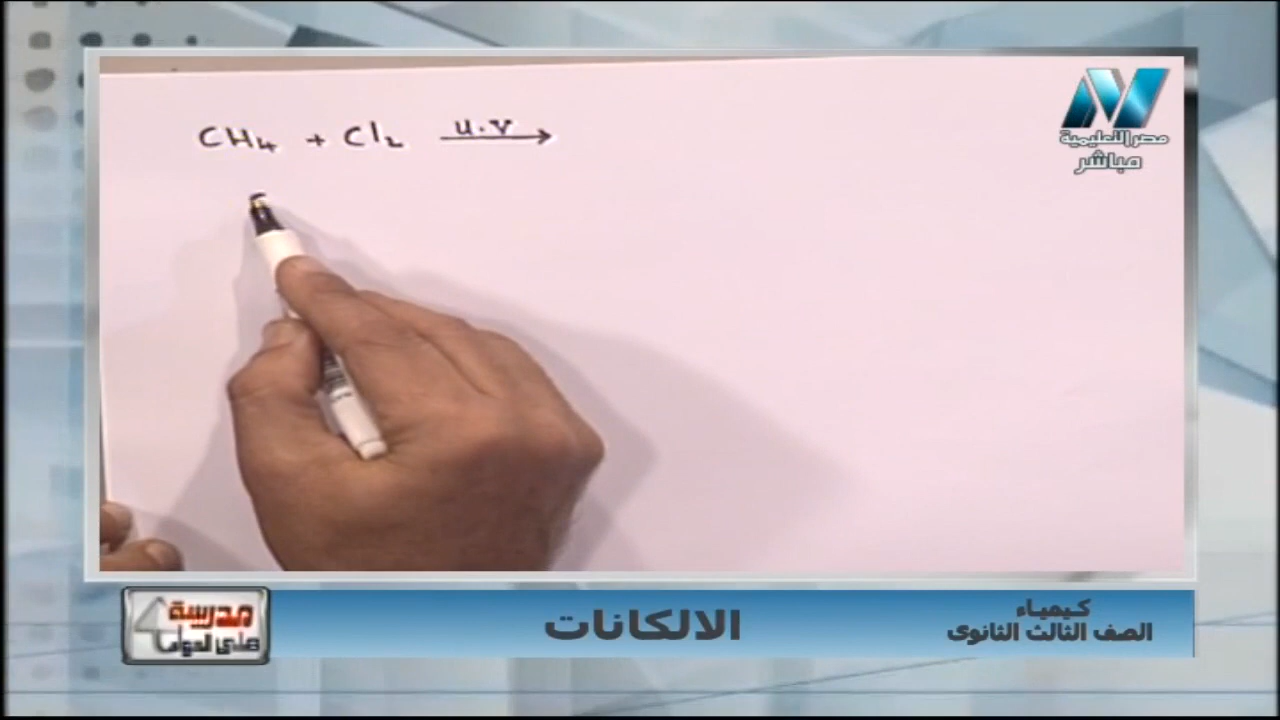 CH₄ + Cl₂ u.v →
مصر التعليمية
مباشر
مدرسة
على الهواء
الالكانات
كيمياء
الصف الثالث الثانوى